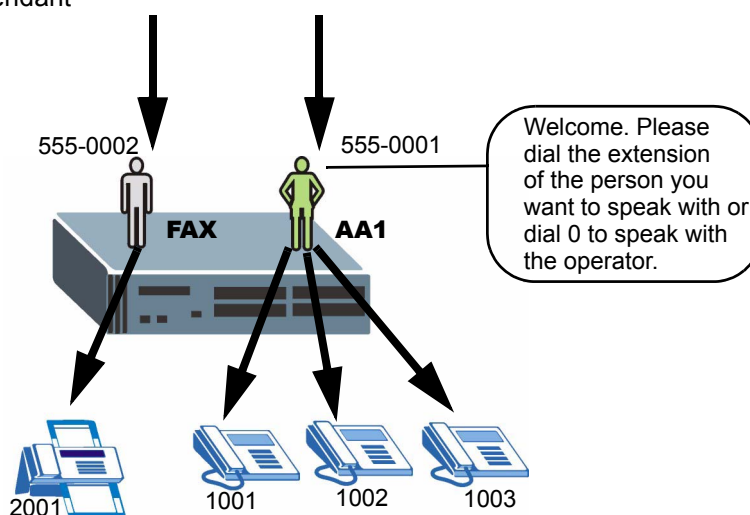 555-0002
555-0001
Welcome. Please
dial the extension
of the person you
want to speak with or
dial 0 to speak with
the operator.
FAX
AA1
2001
1001
1002
1003